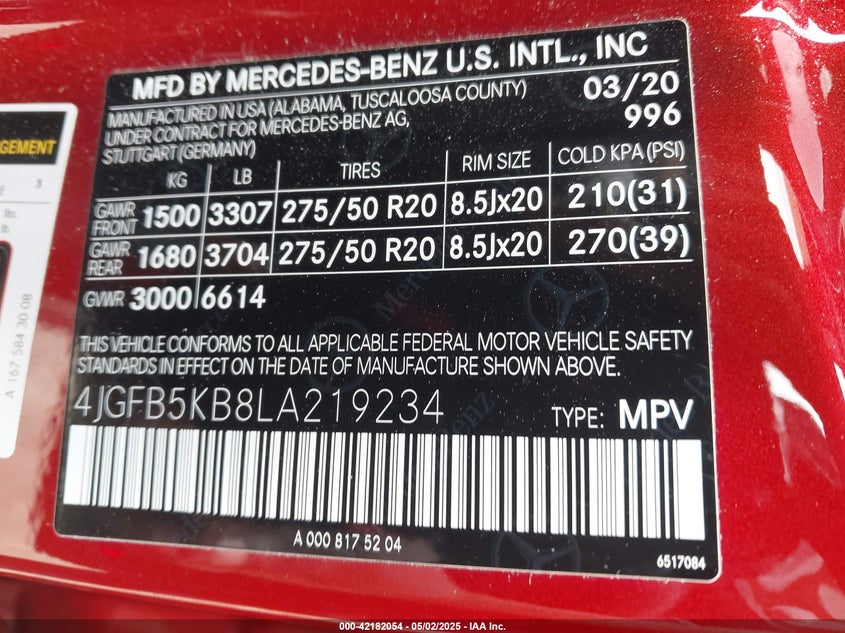 MFD BY MERCEDES-BENZ U.S. INTL., INC
MANUFACTURED IN USA (ALABAMA, TUSCALOOSA COUNTY)
UNDER CONTRACT FOR MERCEDES-BENZ AG,
STUTTGART (GERMANY)
03/20
996
KG LB TIRES RIM SIZE COLD KPA (PSI)
GAWR FRONT 1500 3307 275/50 R20 8.5Jx20 210(31)
GAWR REAR 1680 3704 275/50 R20 8.5Jx20 270(39)
GVWR 3000 6614
THIS VEHICLE CONFORMS TO ALL APPLICABLE FEDERAL MOTOR VEHICLE SAFETY
STANDARDS IN EFFECT ON THE DATE OF MANUFACTURE SHOWN ABOVE.
4JGFB5KB8LA219234 TYPE: MPV
A 000 817 52 04
6517084
A 167 584 30 08
000-42182054 - 05/02/2025 - IAA Inc.